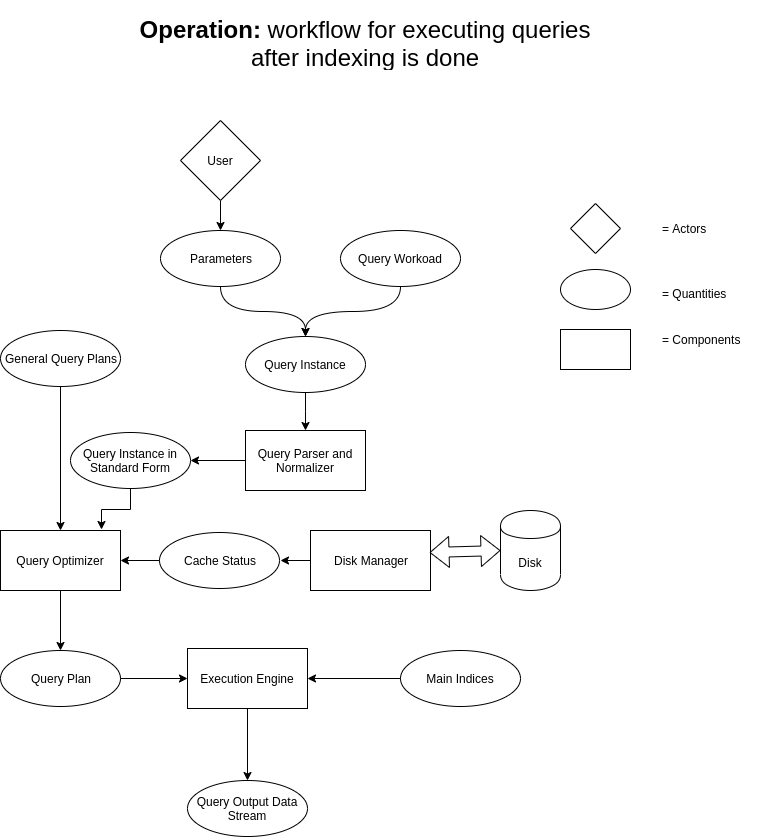 Operation: workflow for executing queries
after indexing is done
User
= Actors
Parameters
Query Workoad
= Quantities
= Components
General Query Plans
Query Instance
Query Instance in
Standard Form
Query Parser and
Normalizer
Query Optimizer
Cache Status
Disk Manager
Disk
Query Plan
Execution Engine
Main Indices
Query Output Data
Stream